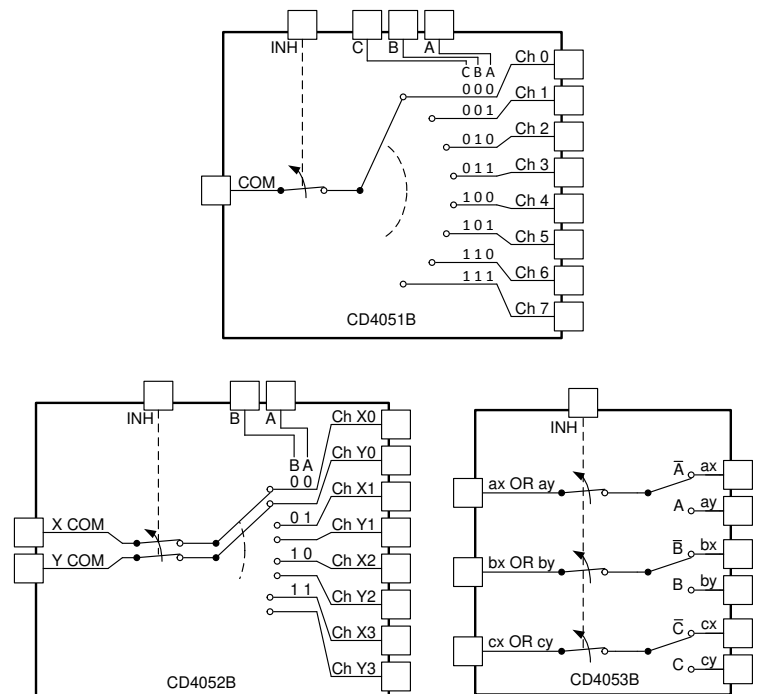 INH
C B A
C B A
Ch 0
0 0 0
Ch 1
0 0 1
Ch 2
0 1 0
Ch 3
0 1 1
COM
Ch 4
1 0 0
Ch 5
1 0 1
Ch 6
1 1 0
Ch 7
1 1 1
CD4051B
INH
B A
B A
Ch X0
0 0
Ch Y0
Ch X1
0 1
Ch Y1
X COM
Y COM
Ch X2
1 0
Ch Y2
1 1
Ch X3
Ch Y3
CD4052B
INH
ax OR ay
A̅ ax
A ay
bx OR by
B̅ bx
B by
cx OR cy
C̅ cx
C cy
CD4053B